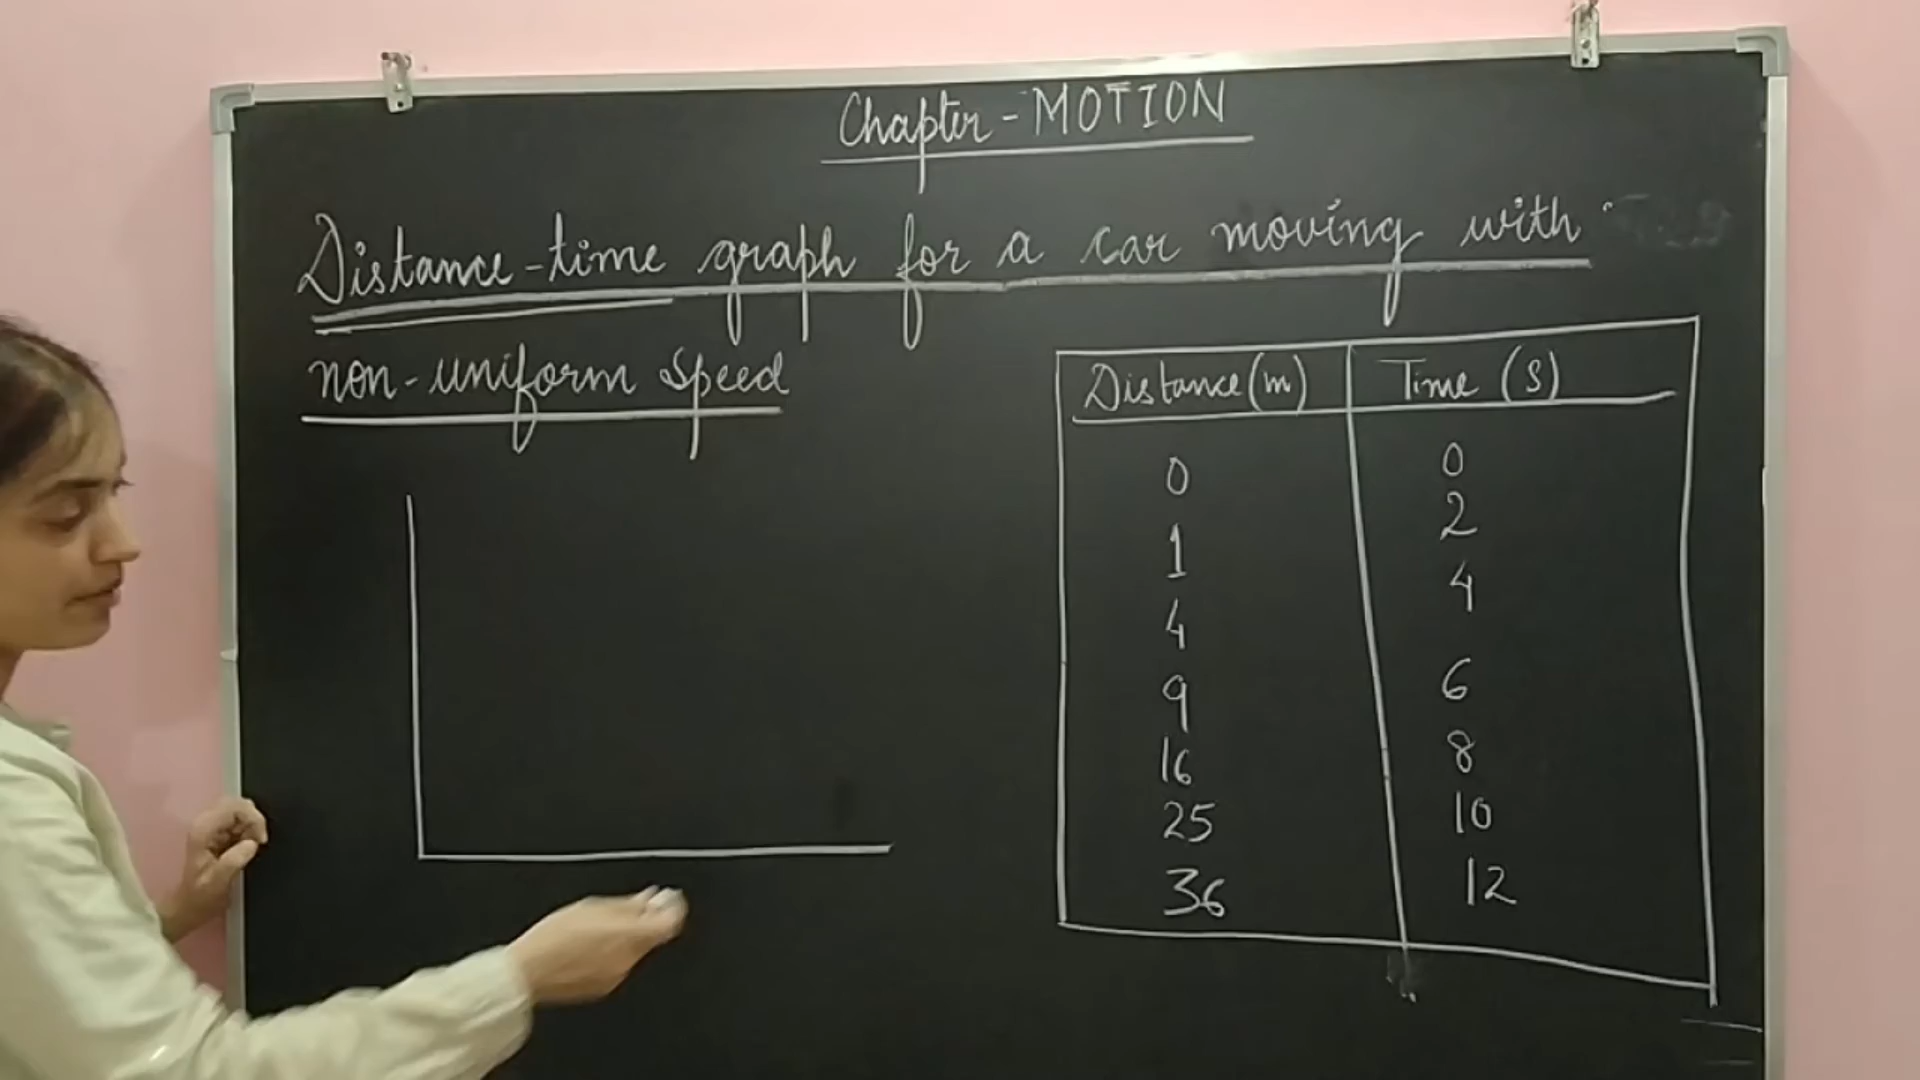 Chapter - MOTION
Distance-time graph for a car moving with
non-uniform speed
Distance (m) Time (S)
0 0
1 2
4 4
9 6
16 8
25 10
36 12